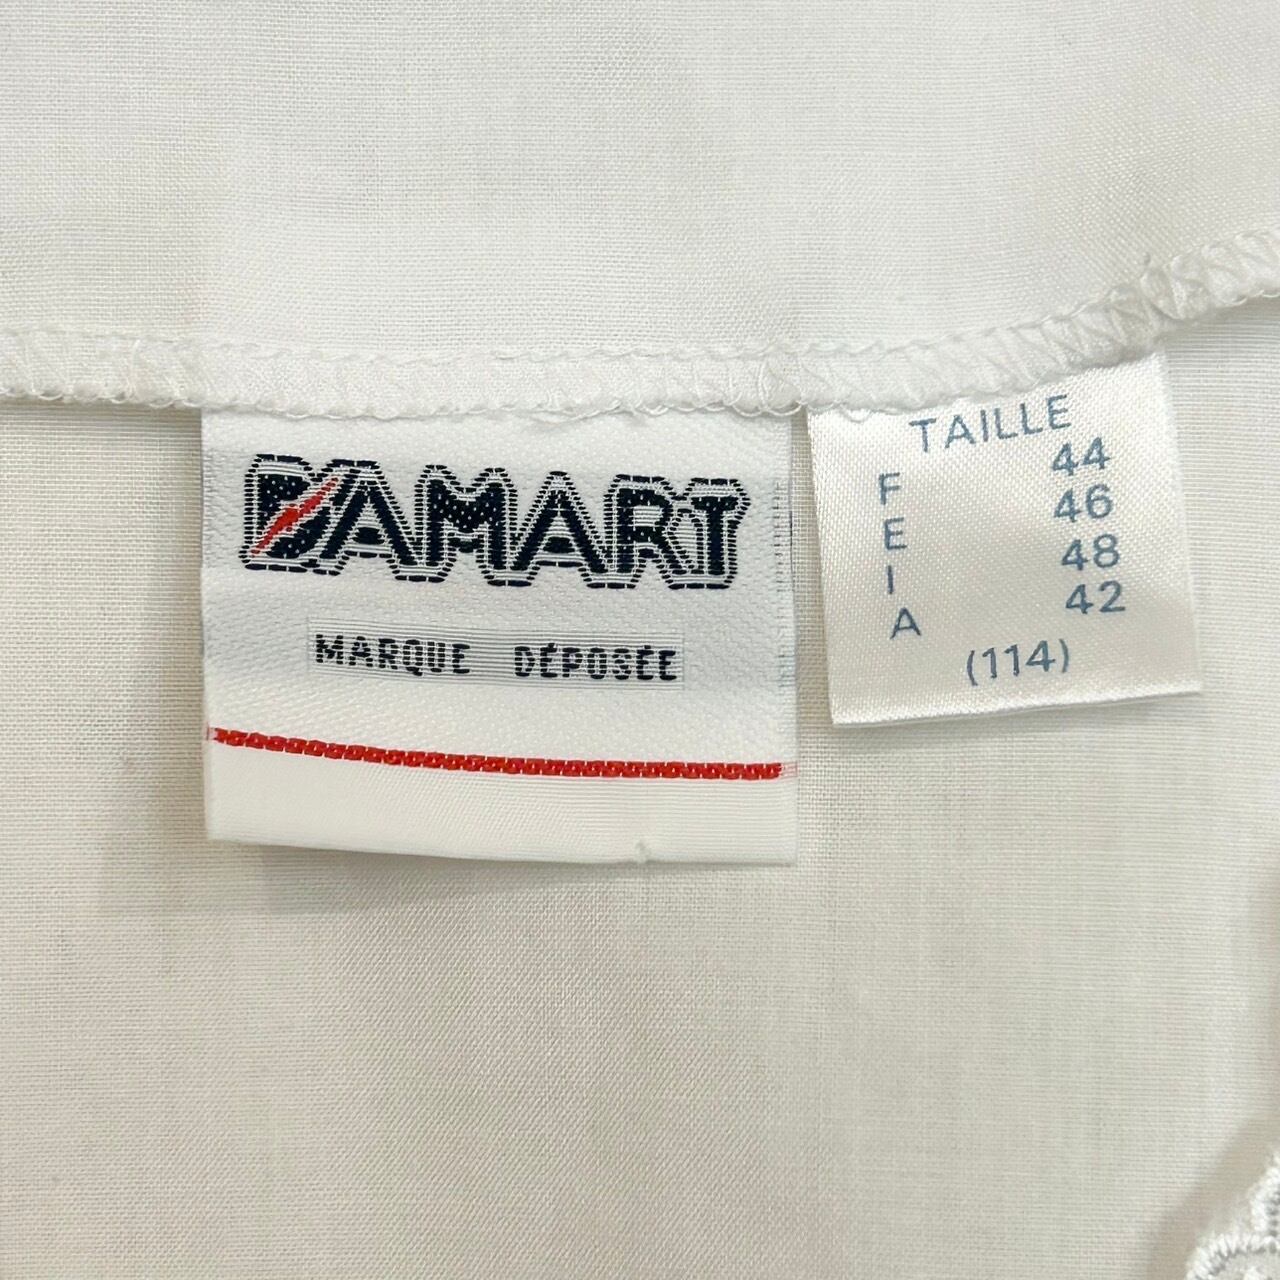 DAMART
MARQUE DÉPOSÉE
TAILLE
F 44
E 46
I 48
A 42
(114)